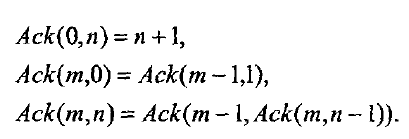 Ack(0,n) = n + 1,
Ack(m,0) = Ack(m − 1,1),
Ack(m,n) = Ack(m − 1, Ack(m,n − 1)).